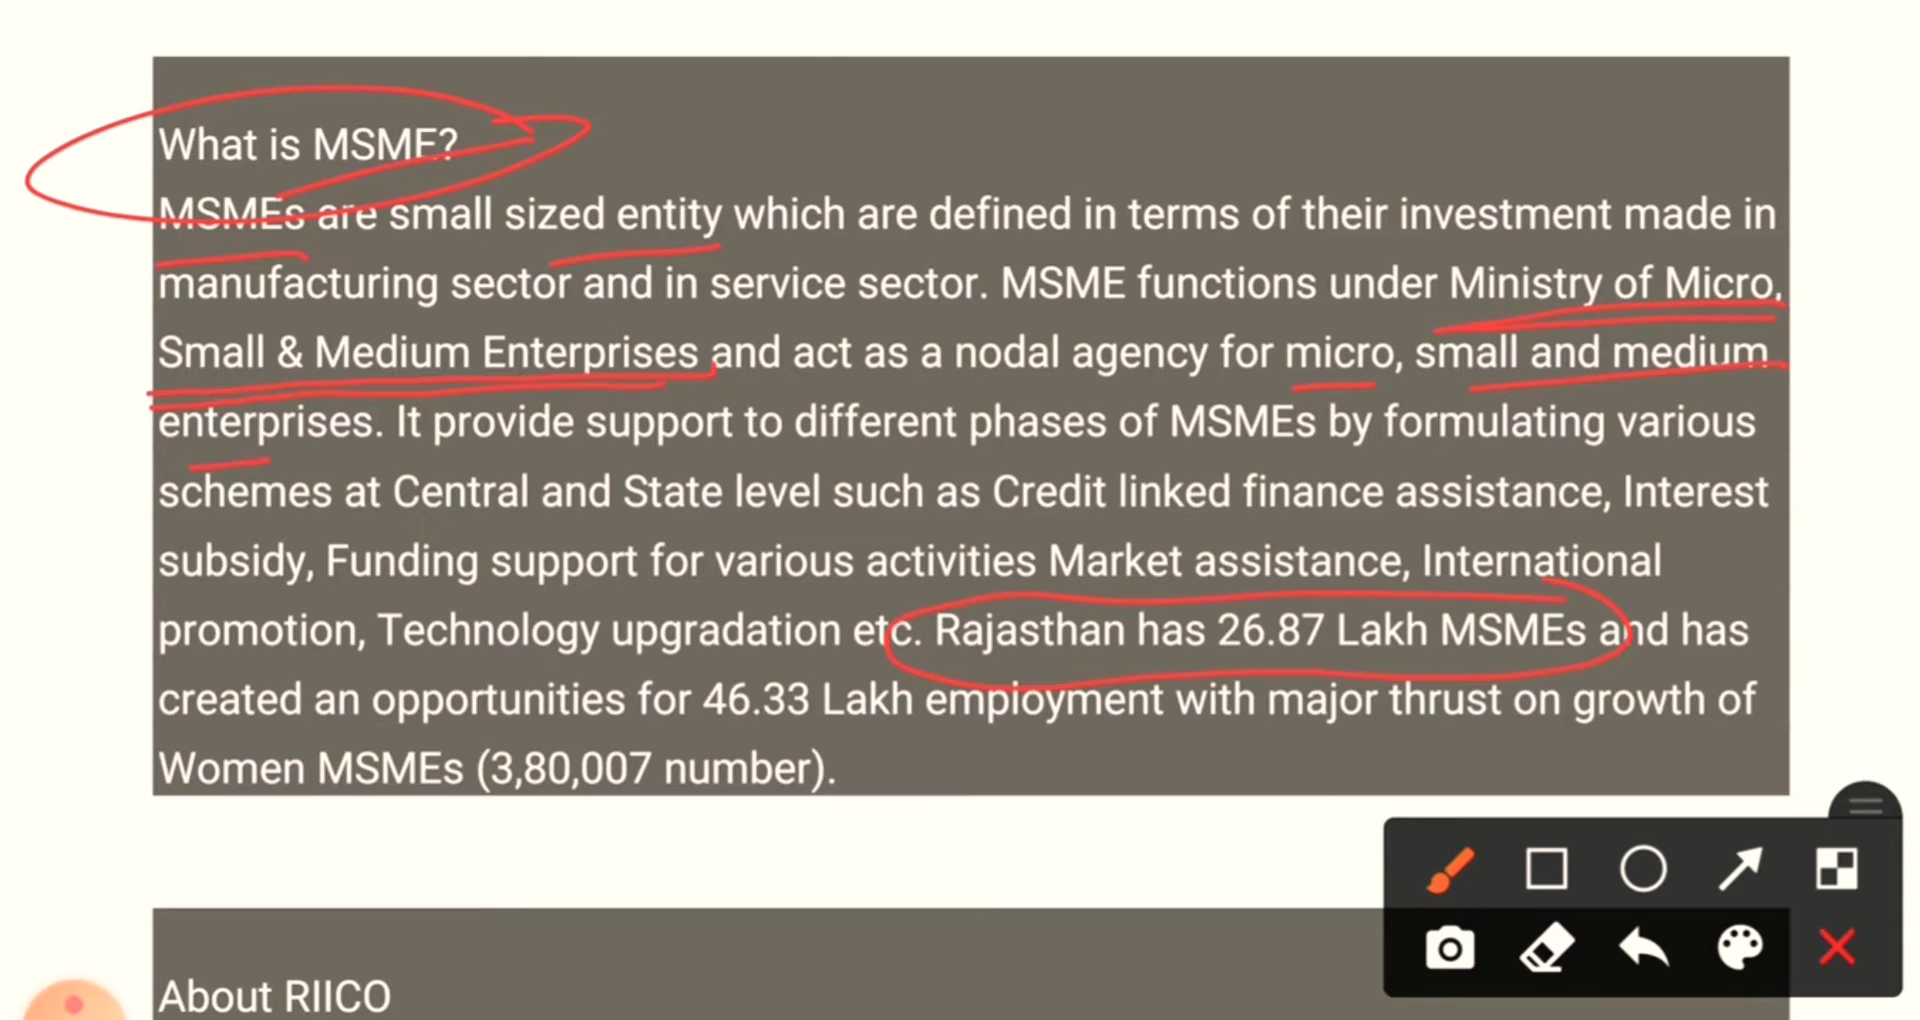 What is MSME?
MSMEs are small sized entity which are defined in terms of their investment made in
manufacturing sector and in service sector. MSME functions under Ministry of Micro,
Small & Medium Enterprises and act as a nodal agency for micro, small and medium
enterprises. It provide support to different phases of MSMEs by formulating various
schemes at Central and State level such as Credit linked finance assistance, Interest
subsidy, Funding support for various activities Market assistance, International
promotion, Technology upgradation etc. Rajasthan has 26.87 Lakh MSMEs and has
created an opportunities for 46.33 Lakh employment with major thrust on growth of
Women MSMEs (3,80,007 number).
About RIICO